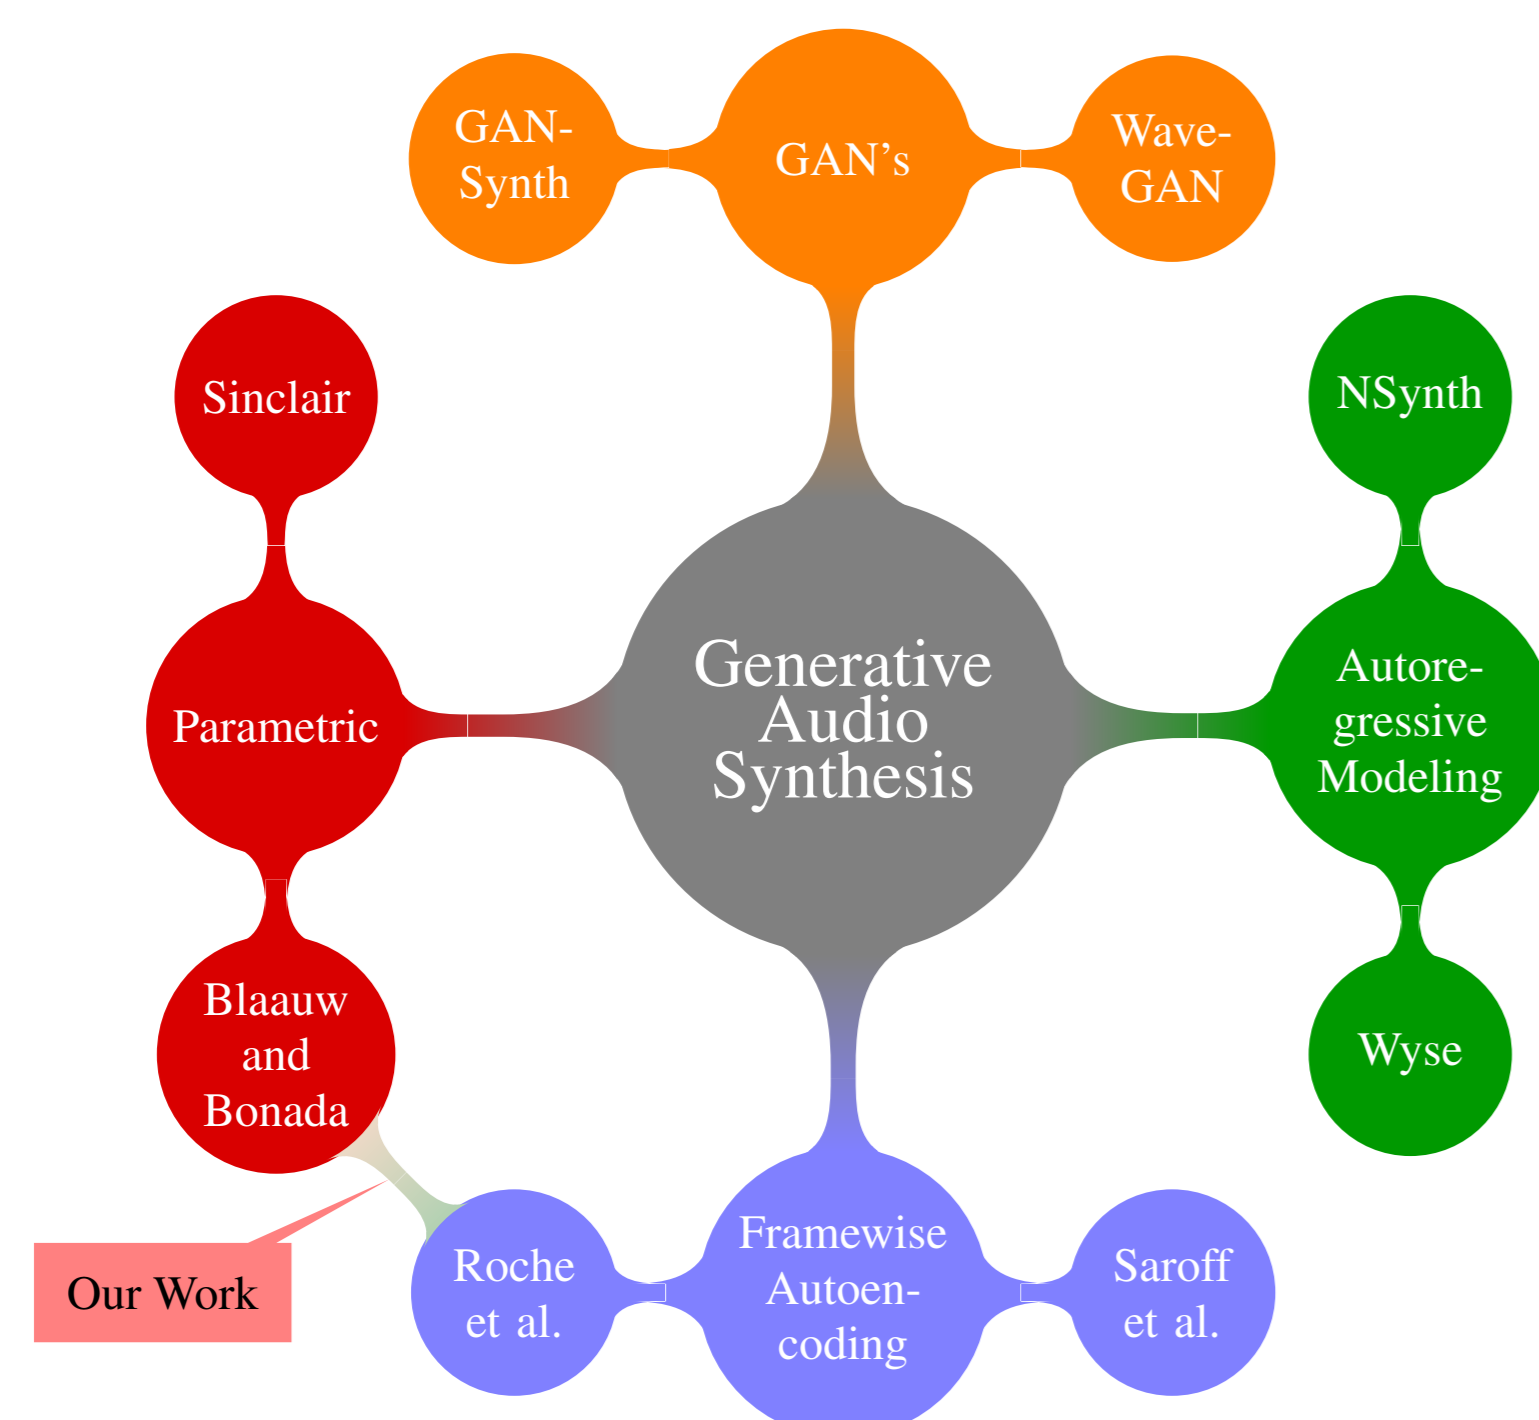 GAN-
Synth
GAN's
Wave-
GAN
Sinclair
NSynth
Generative
Audio
Synthesis
Parametric
Autore-
gressive
Modeling
Blaauw
and
Bonada
Wyse
Our Work
Roche
et al.
Framewise
Autoen-
coding
Saroff
et al.